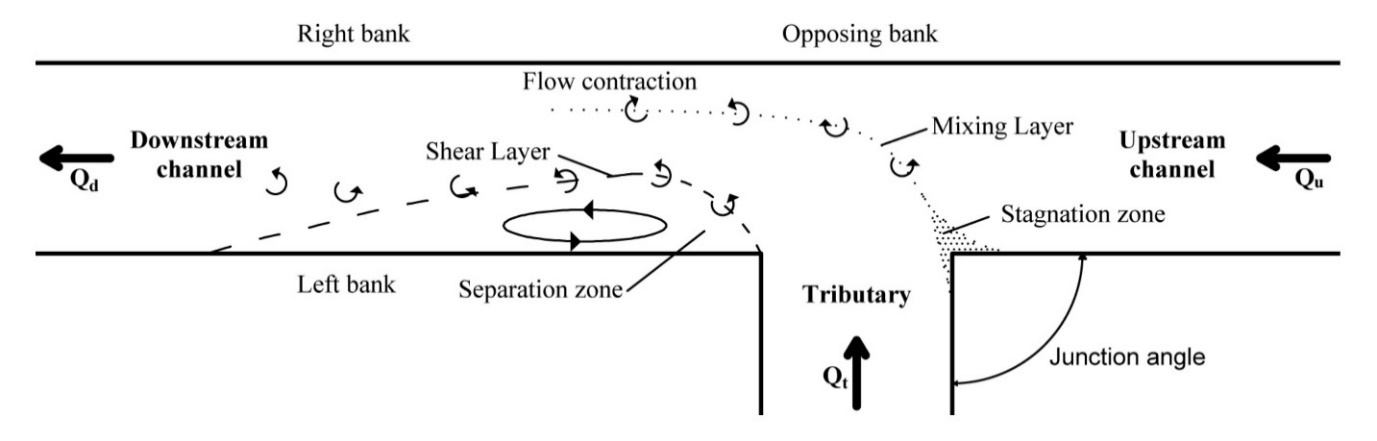 Right bank
Opposing bank
Flow contraction
Mixing Layer
Downstream
channel
Upstream
channel
Shear Layer
Qd
Qu
Stagnation zone
Left bank
Separation zone
Tributary
Junction angle
Qt